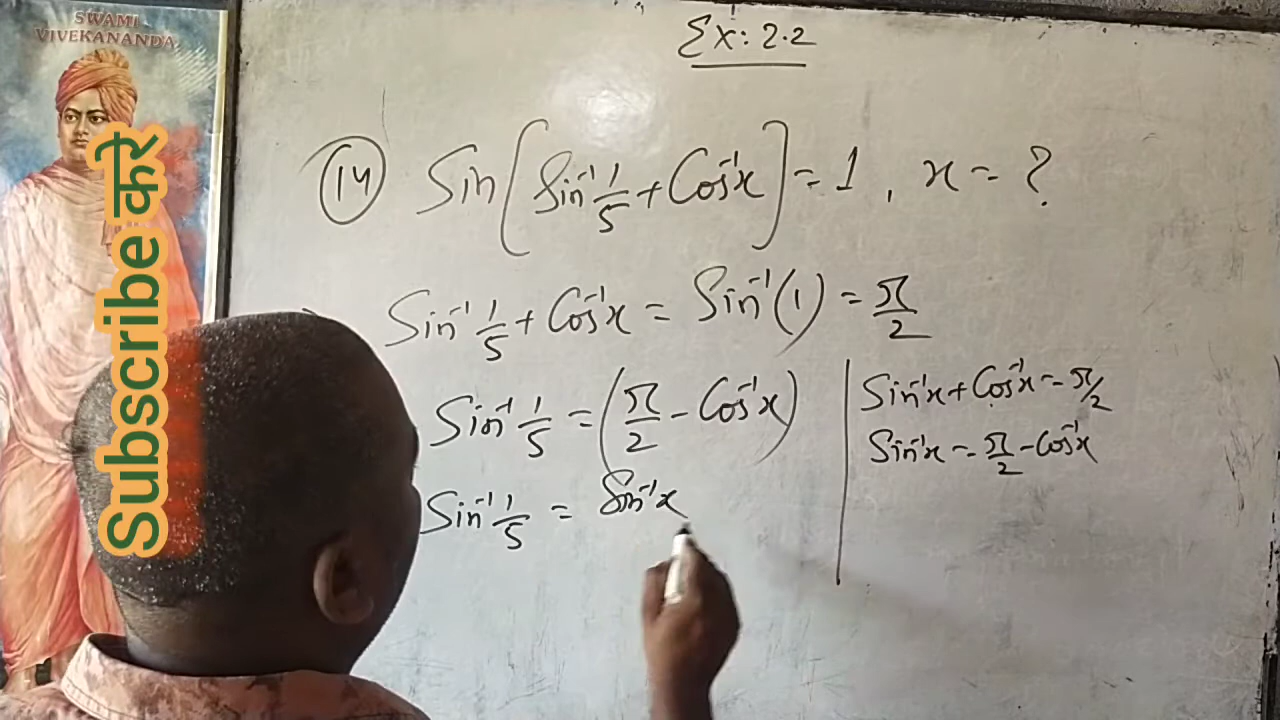 SWAMI
VIVEKANANDA
Subscribe करे
Ex: 2.2
(14) Sin[Sin⁻¹ 1/5 + Cos⁻¹x] = 1, x = ?
Sin⁻¹ 1/5 + Cos⁻¹x = Sin⁻¹(1) = π/2
Sin⁻¹ 1/5 = (π/2 - Cos⁻¹x)
Sin⁻¹ 1/5 = Sin⁻¹x
Sin⁻¹x + Cos⁻¹x = π/2
Sin⁻¹x = π/2 - Cos⁻¹x